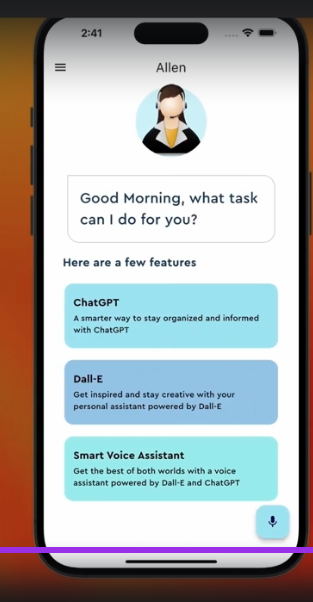 2:41
Allen
Good Morning, what task
can I do for you?
Here are a few features
ChatGPT
A smarter way to stay organized and informed
with ChatGPT
Dall-E
Get inspired and stay creative with your
personal assistant powered by Dall-E
Smart Voice Assistant
Get the best of both worlds with a voice
assistant powered by Dall-E and ChatGPT